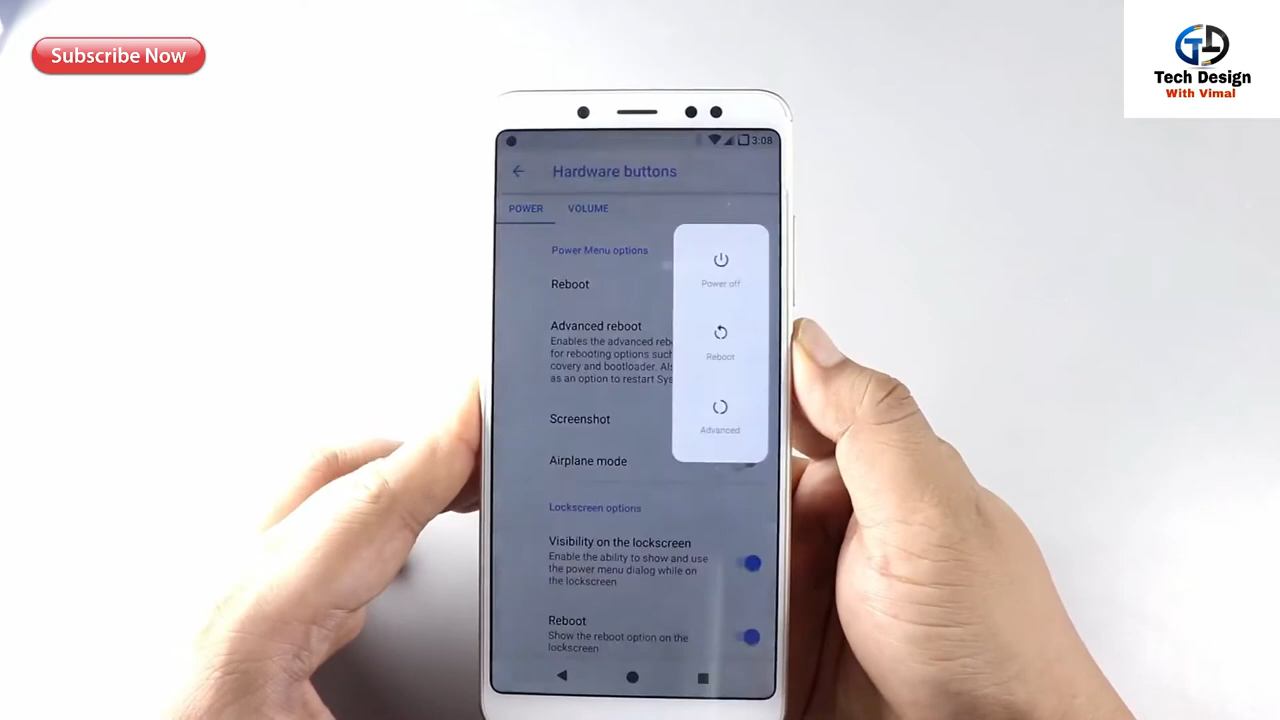 Subscribe Now
Tech Design
With Vimal
3:08
Hardware buttons
POWER VOLUME
Power Menu options
Reboot
Advanced reboot
Enables the advanced reb
for rebooting options such
covery and bootloader. Als
as an option to restart Sys
Screenshot
Airplane mode
Power off
Reboot
Advanced
Lockscreen options
Visibility on the lockscreen
Enable the ability to show and use
the power menu dialog while on
the lockscreen
Reboot
Show the reboot option on the
lockscreen